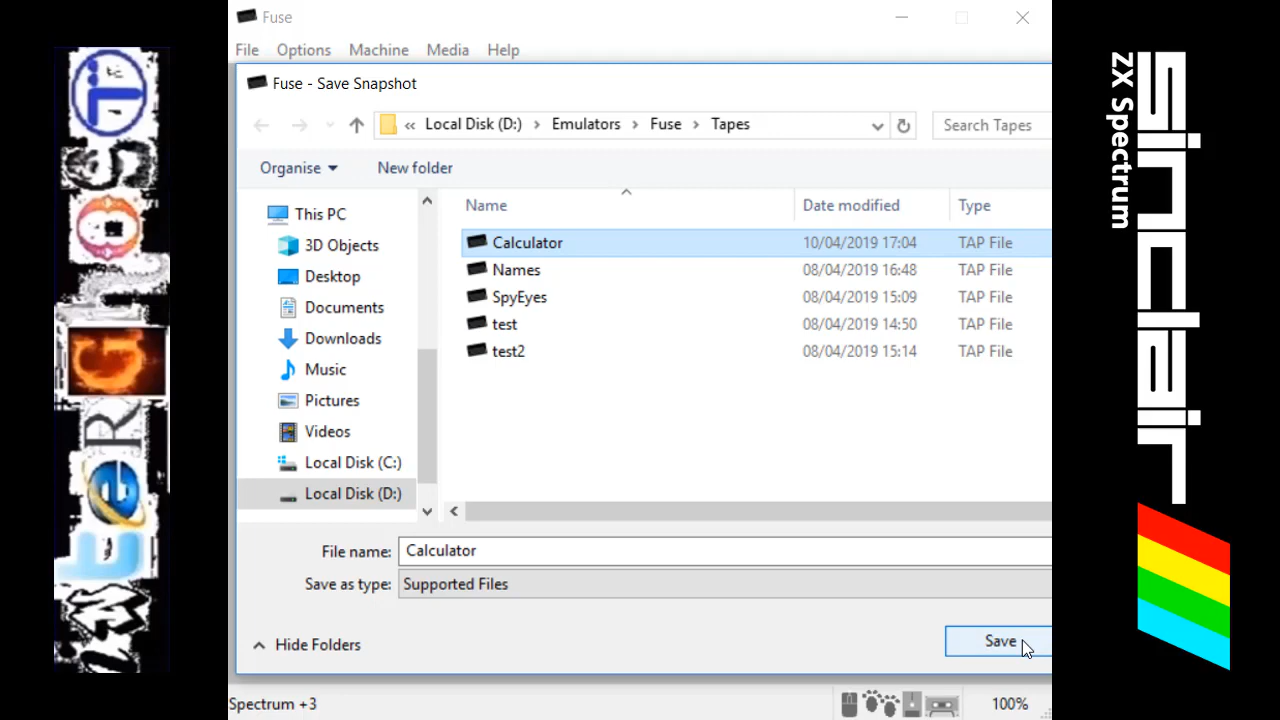 Fuse
File Options Machine Media Help
Fuse - Save Snapshot
« Local Disk (D:) > Emulators > Fuse > Tapes
Search Tapes
Organise New folder
Name Date modified Type
This PC
3D Objects
Desktop
Documents
Downloads
Music
Pictures
Videos
Local Disk (C:)
Local Disk (D:)
Calculator 10/04/2019 17:04 TAP File
Names 08/04/2019 16:48 TAP File
SpyEyes 08/04/2019 15:09 TAP File
test 08/04/2019 14:50 TAP File
test2 08/04/2019 15:14 TAP File
File name: Calculator
Save as type: Supported Files
Hide Folders
Save
Spectrum +3
100%
sinclair
ZX Spectrum